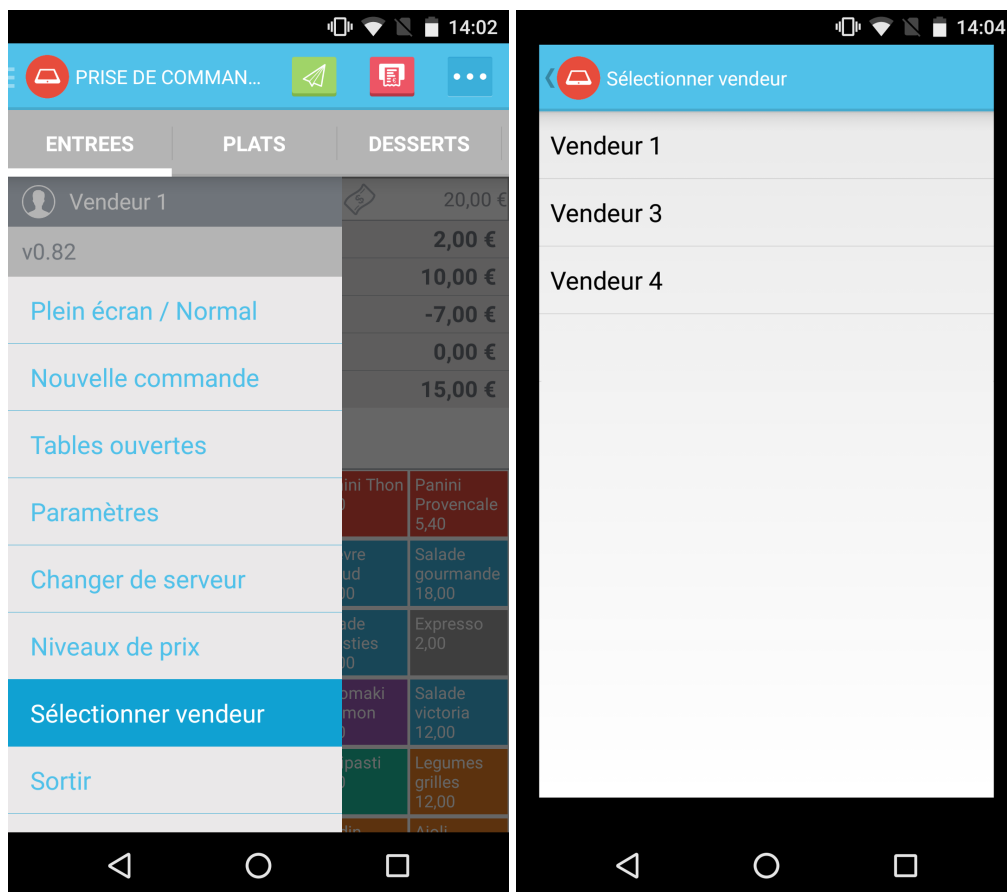 14:02
PRISE DE COMMAN...
ENTREES PLATS DESSERTS
Vendeur 1
20,00 €
v0.82
2,00 €
10,00 €
-7,00 €
0,00 €
15,00 €
Plein écran / Normal
Nouvelle commande
Tables ouvertes
Paramètres
Changer de serveur
Niveaux de prix
Sélectionner vendeur
Sortir
ini Thon
Panini
Provencale
5,40
Salade
gourmande
18,00
Expresso
2,00
Salade
victoria
12,00
Legumes
grilles
12,00
14:04
Sélectionner vendeur
Vendeur 1
Vendeur 3
Vendeur 4